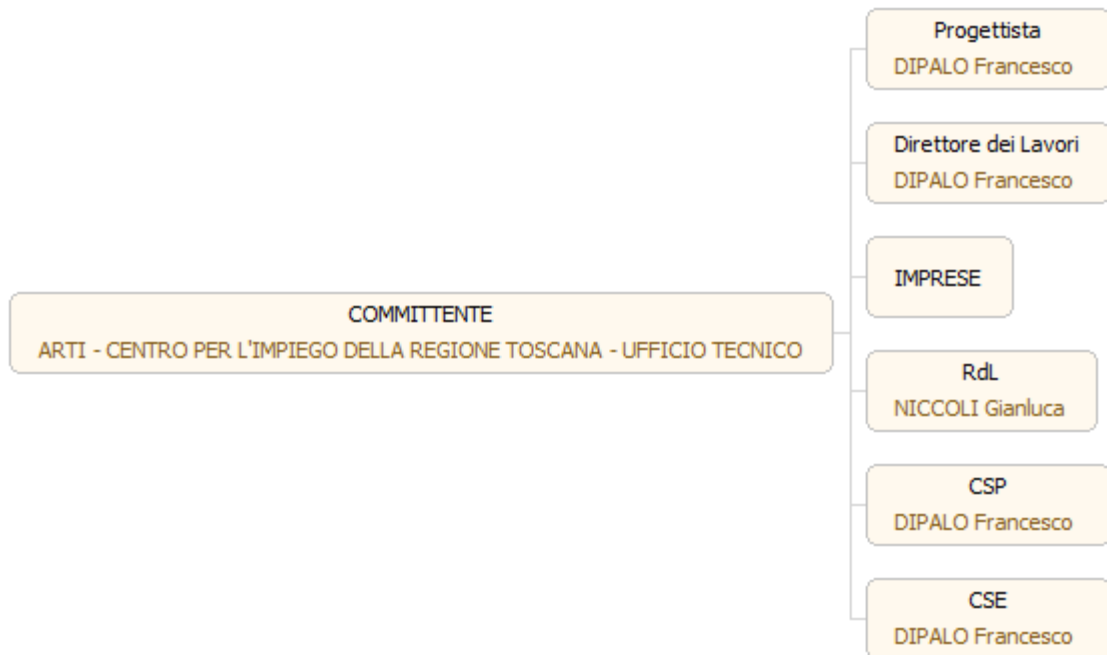 COMMITTENTE
ARTI - CENTRO PER L'IMPIEGO DELLA REGIONE TOSCANA - UFFICIO TECNICO
Progettista
DIPALO Francesco
Direttore dei Lavori
DIPALO Francesco
IMPRESE
RdL
NICCOLI Gianluca
CSP
DIPALO Francesco
CSE
DIPALO Francesco